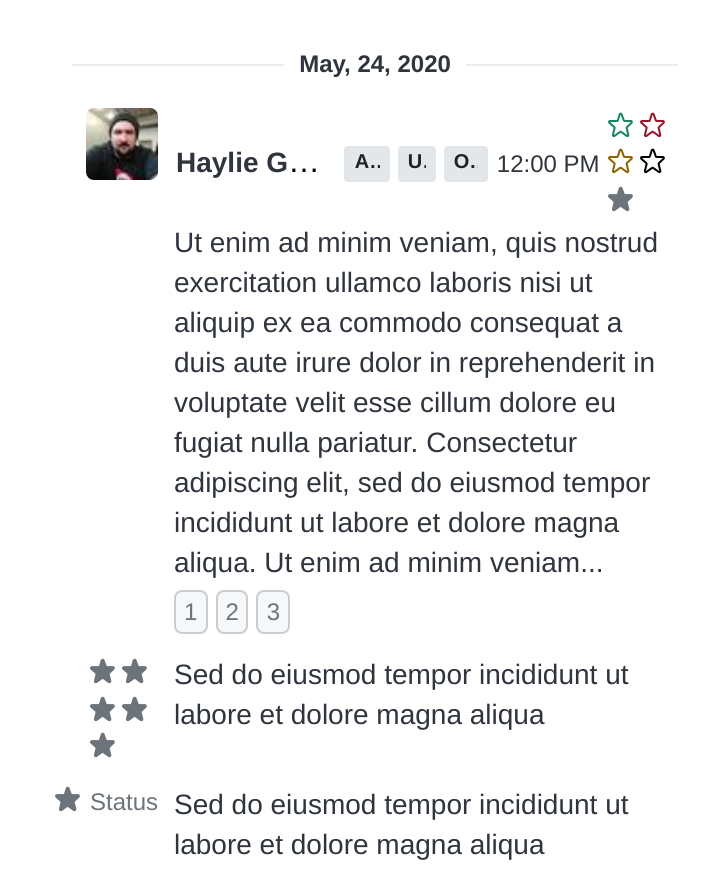 May, 24, 2020
Haylie G... A.. U. O. 12:00 PM
Ut enim ad minim veniam, quis nostrud
exercitation ullamco laboris nisi ut
aliquip ex ea commodo consequat a
duis aute irure dolor in reprehenderit in
voluptate velit esse cillum dolore eu
fugiat nulla pariatur. Consectetur
adipiscing elit, sed do eiusmod tempor
incididunt ut labore et dolore magna
aliqua. Ut enim ad minim veniam...
1 2 3
Sed do eiusmod tempor incididunt ut
labore et dolore magna aliqua
Status Sed do eiusmod tempor incididunt ut
labore et dolore magna aliqua